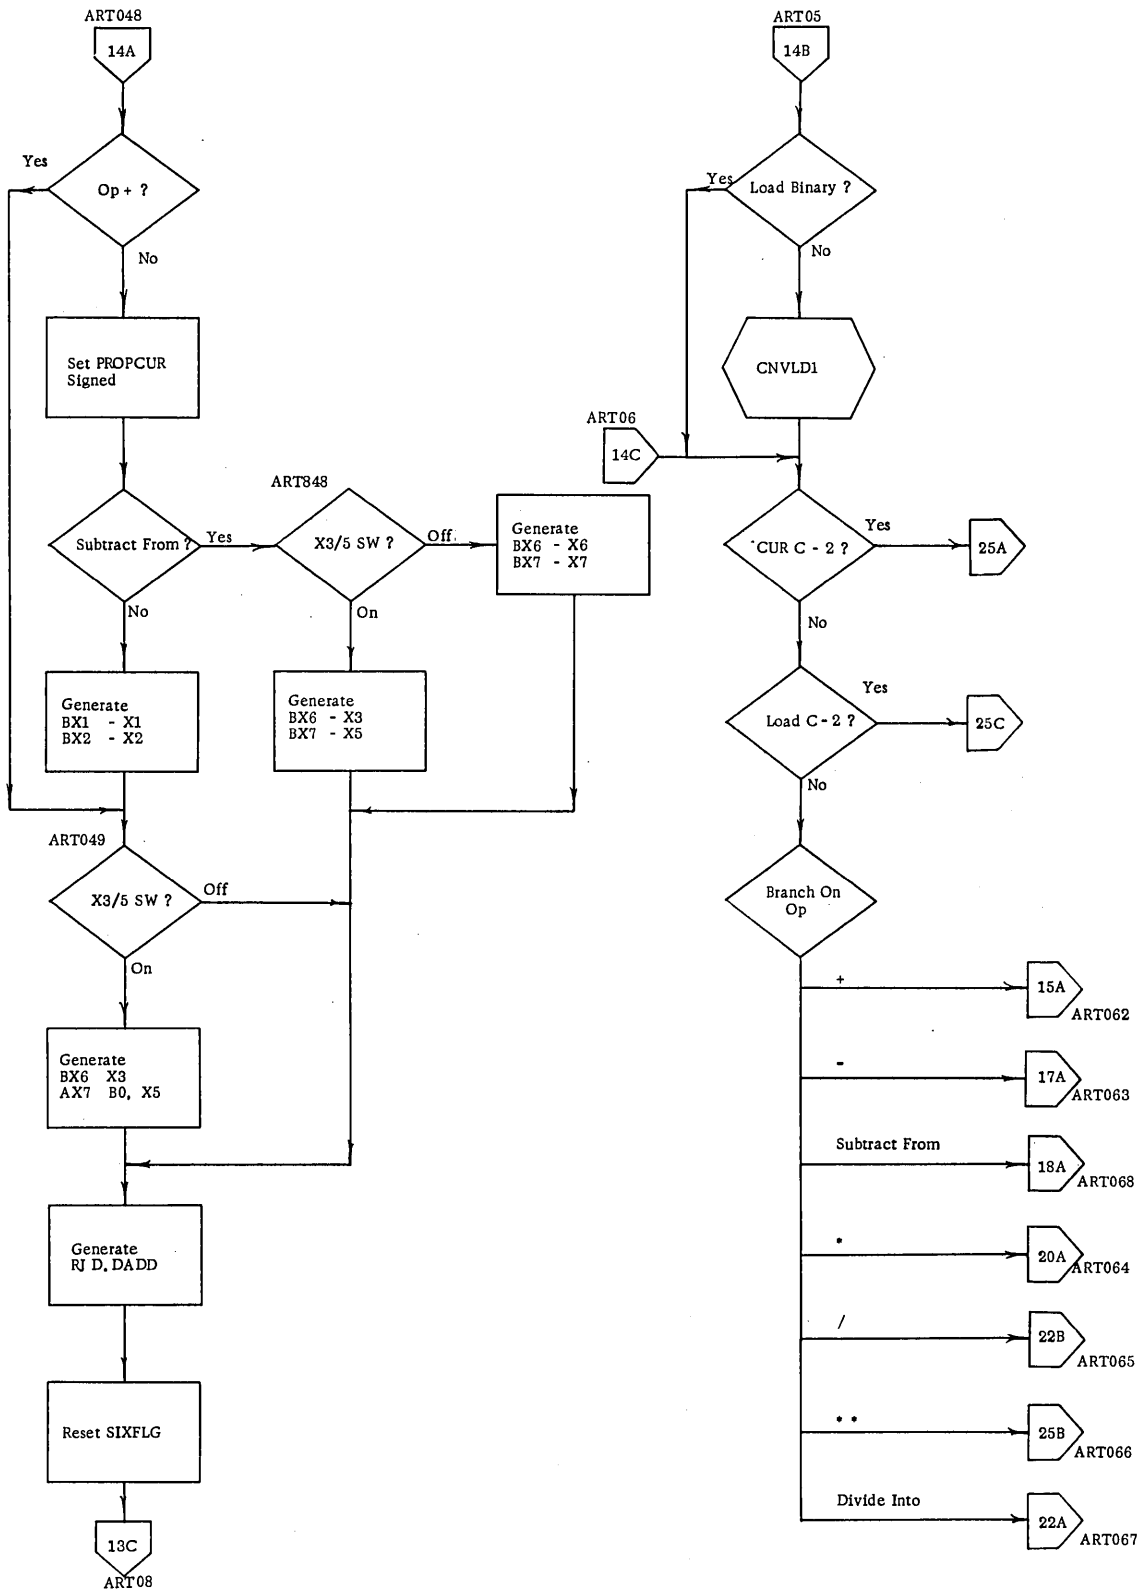 ART048
14A
Yes
Op + ?
No
Set PROPCUR
Signed
Subtract From ?
Yes
ART848
X3/5 SW ?
Off
Generate
BX6 - X6
BX7 - X7
No
On
Generate
BX1 - X1
BX2 - X2
Generate
BX6 - X3
BX7 - X5
ART049
X3/5 SW ?
Off
On
Generate
BX6 X3
AX7 B0, X5
Generate
RJ D.DADD
Reset SIXFLG
13C
ART08
ART05
14B
Yes
Load Binary ?
No
CNVLD1
ART06
14C
CUR C - 2 ?
Yes
25A
No
Load C - 2 ?
Yes
25C
No
Branch On
Op
+
15A
ART062
-
17A
ART063
Subtract From
18A
ART068
*
20A
ART064
/
22B
ART065
* *
25B
ART066
Divide Into
22A
ART067